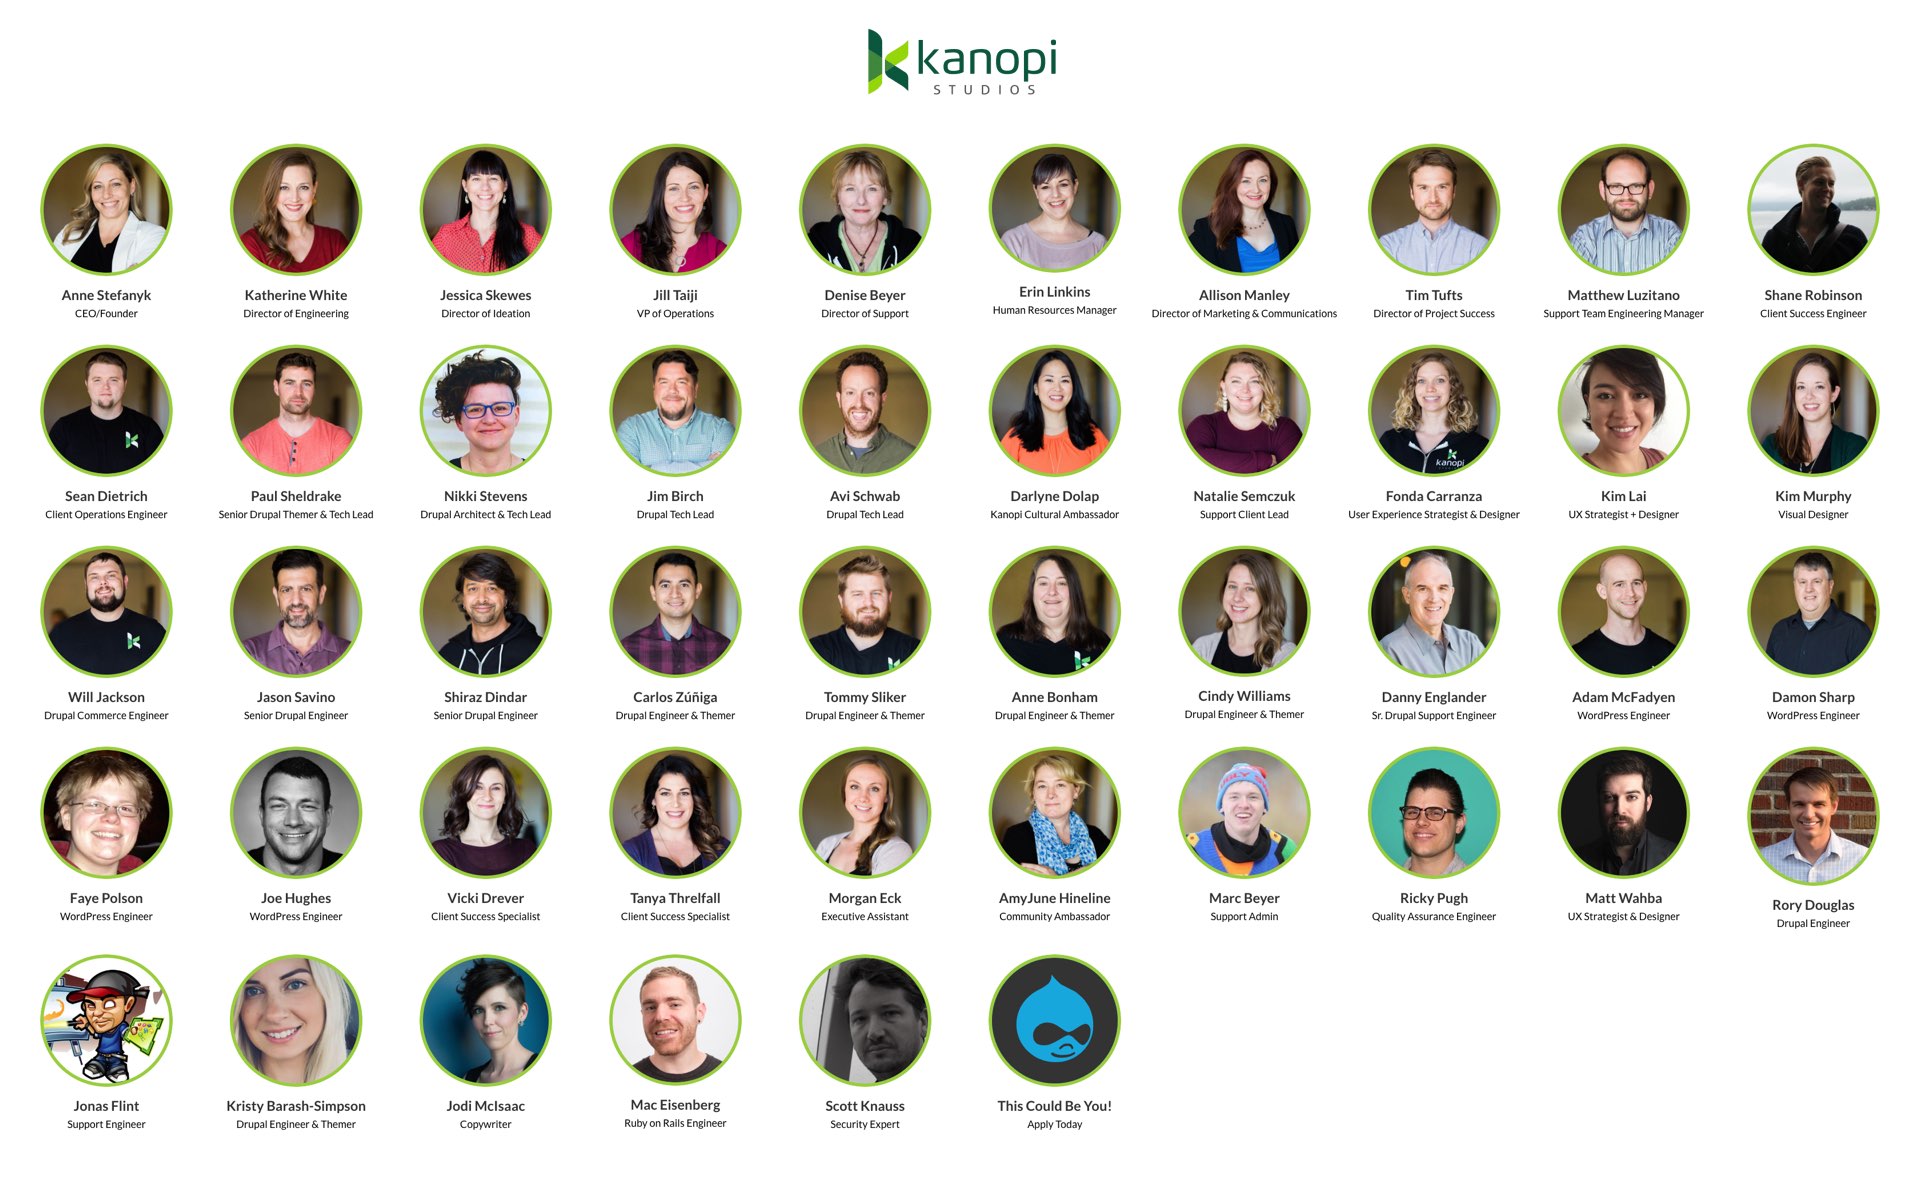 kanopi
STUDIOS
Anne Stefanyk
CEO/Founder
Katherine White
Director of Engineering
Jessica Skewes
Director of Ideation
Jill Taiji
VP of Operations
Denise Beyer
Director of Support
Erin Linkins
Human Resources Manager
Allison Manley
Director of Marketing & Communications
Tim Tufts
Director of Project Success
Matthew Luzitano
Support Team Engineering Manager
Shane Robinson
Client Success Engineer
Sean Dietrich
Client Operations Engineer
Paul Sheldrake
Senior Drupal Themer & Tech Lead
Nikki Stevens
Drupal Architect & Tech Lead
Jim Birch
Drupal Tech Lead
Avi Schwab
Drupal Tech Lead
Darlyne Dolap
Kanopi Cultural Ambassador
Natalie Semczuk
Support Client Lead
kanopi
Fonda Carranza
User Experience Strategist & Designer
Kim Lai
UX Strategist + Designer
Kim Murphy
Visual Designer
Will Jackson
Drupal Commerce Engineer
Jason Savino
Senior Drupal Engineer
Shiraz Dindar
Senior Drupal Engineer
Carlos Zúñiga
Drupal Engineer & Themer
Tommy Sliker
Drupal Engineer & Themer
Anne Bonham
Drupal Engineer & Themer
Cindy Williams
Drupal Engineer & Themer
Danny Englander
Sr. Drupal Support Engineer
Adam McFadyen
WordPress Engineer
Damon Sharp
WordPress Engineer
Faye Polson
WordPress Engineer
Joe Hughes
WordPress Engineer
Vicki Drever
Client Success Specialist
Tanya Threlfall
Client Success Specialist
Morgan Eck
Executive Assistant
AmyJune Hineline
Community Ambassador
Marc Beyer
Support Admin
Ricky Pugh
Quality Assurance Engineer
Matt Wahba
UX Strategist & Designer
Rory Douglas
Drupal Engineer
Jonas Flint
Support Engineer
Kristy Barash-Simpson
Drupal Engineer & Themer
Jodi McIsaac
Copywriter
Mac Eisenberg
Ruby on Rails Engineer
Scott Knauss
Security Expert
This Could Be You!
Apply Today